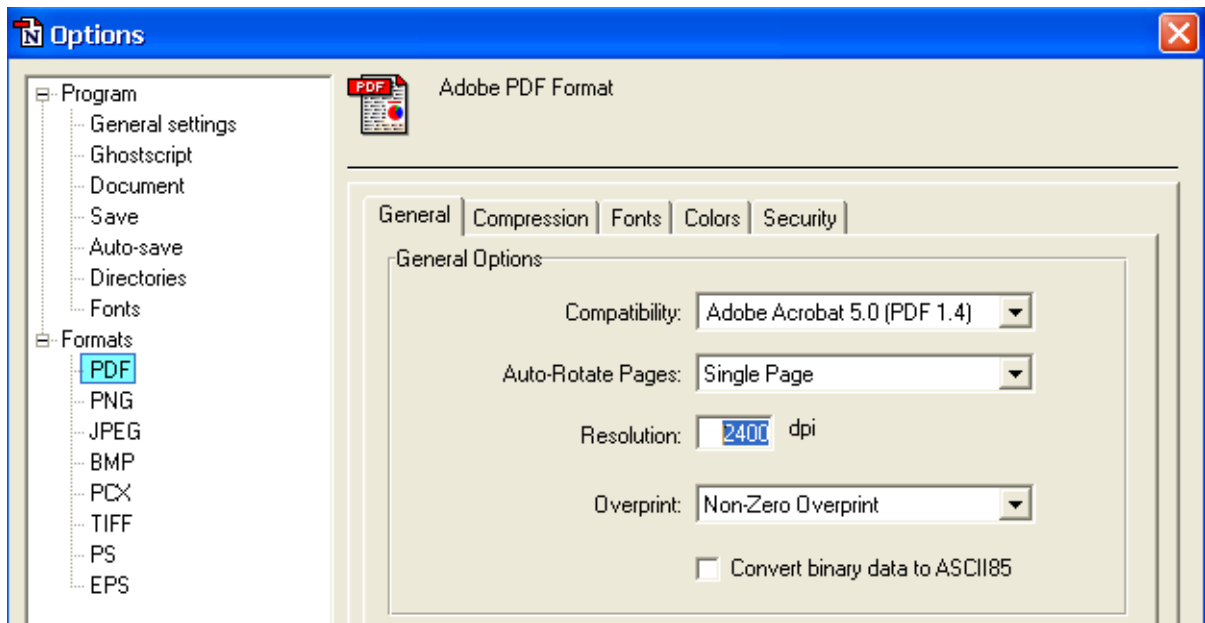 Options
Program
General settings
Ghostscript
Document
Save
Auto-save
Directories
Fonts
Formats
PDF
PNG
JPEG
BMP
PCX
TIFF
PS
EPS
PDF
Adobe PDF Format
General Compression Fonts Colors Security
General Options
Compatibility: Adobe Acrobat 5.0 (PDF 1.4)
Auto-Rotate Pages: Single Page
Resolution: 2400 dpi
Overprint: Non-Zero Overprint
Convert binary data to ASCII85